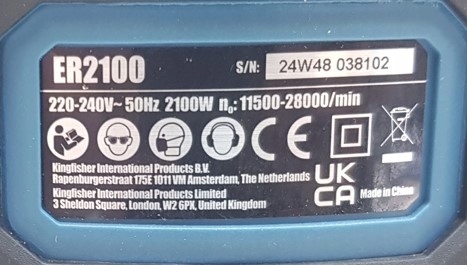 ER2100 S/N: 24W48 038102
220-240V~ 50Hz 2100W n₀: 11500-28000/min
CE
Kingfisher International Products B.V.
Rapenburgerstraat 175E 1011 VM Amsterdam, The Netherlands
Kingfisher International Products Limited
3 Sheldon Square, London, W2 6PX, United Kingdom
UK
CA
Made in China